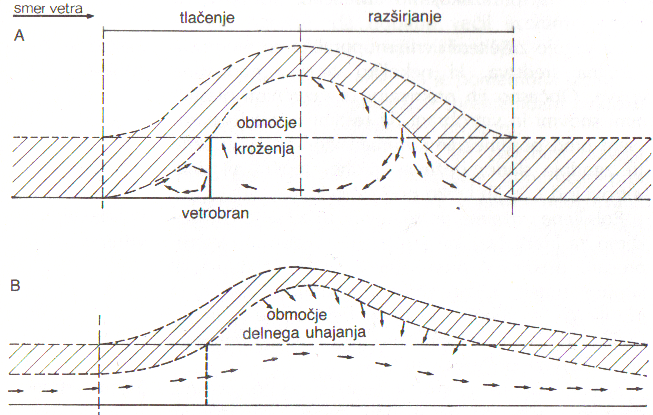 smer vetra
tlačenje
razširjanje
A
območje
kroženja
vetrobran
B
območje
delnega uhajanja